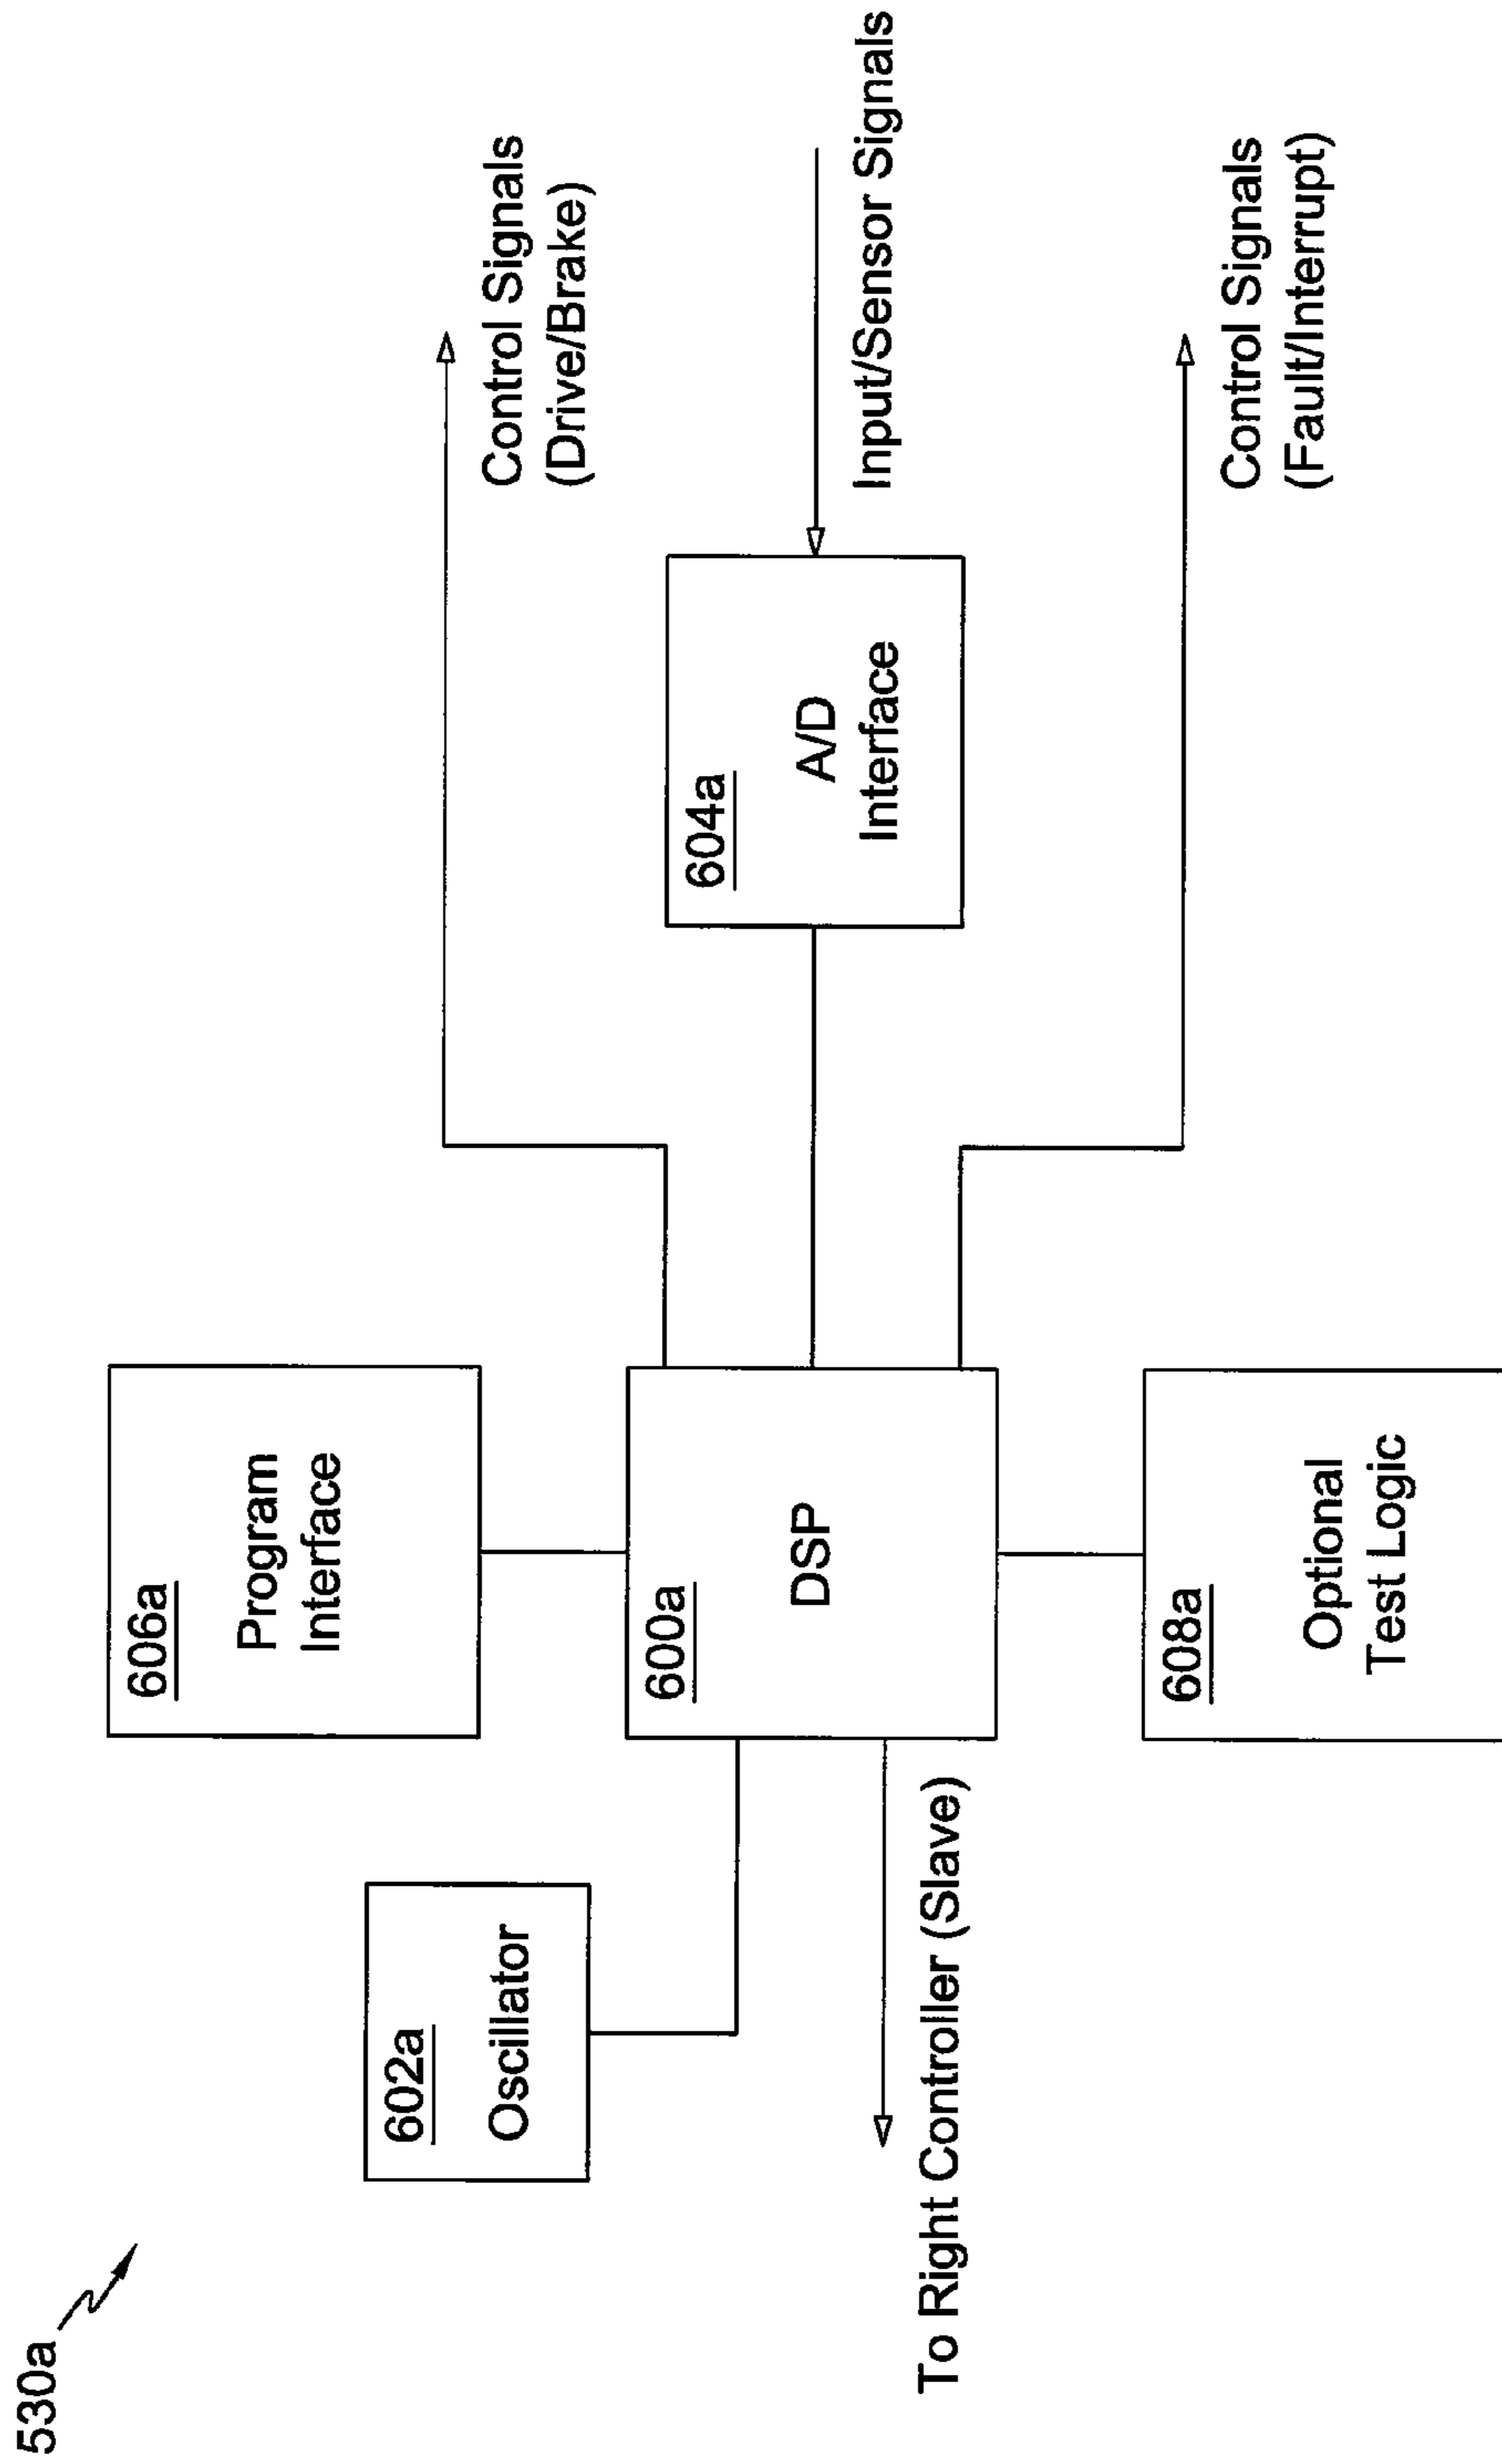 530a
606a
Program
Interface
602a
Oscillator
Control Signals
(Drive/Brake)
600a
DSP
604a
A/D
Interface
Input/Sensor Signals
To Right Controller (Slave)
608a
Optional
Test Logic
Control Signals
(Fault/Interrupt)